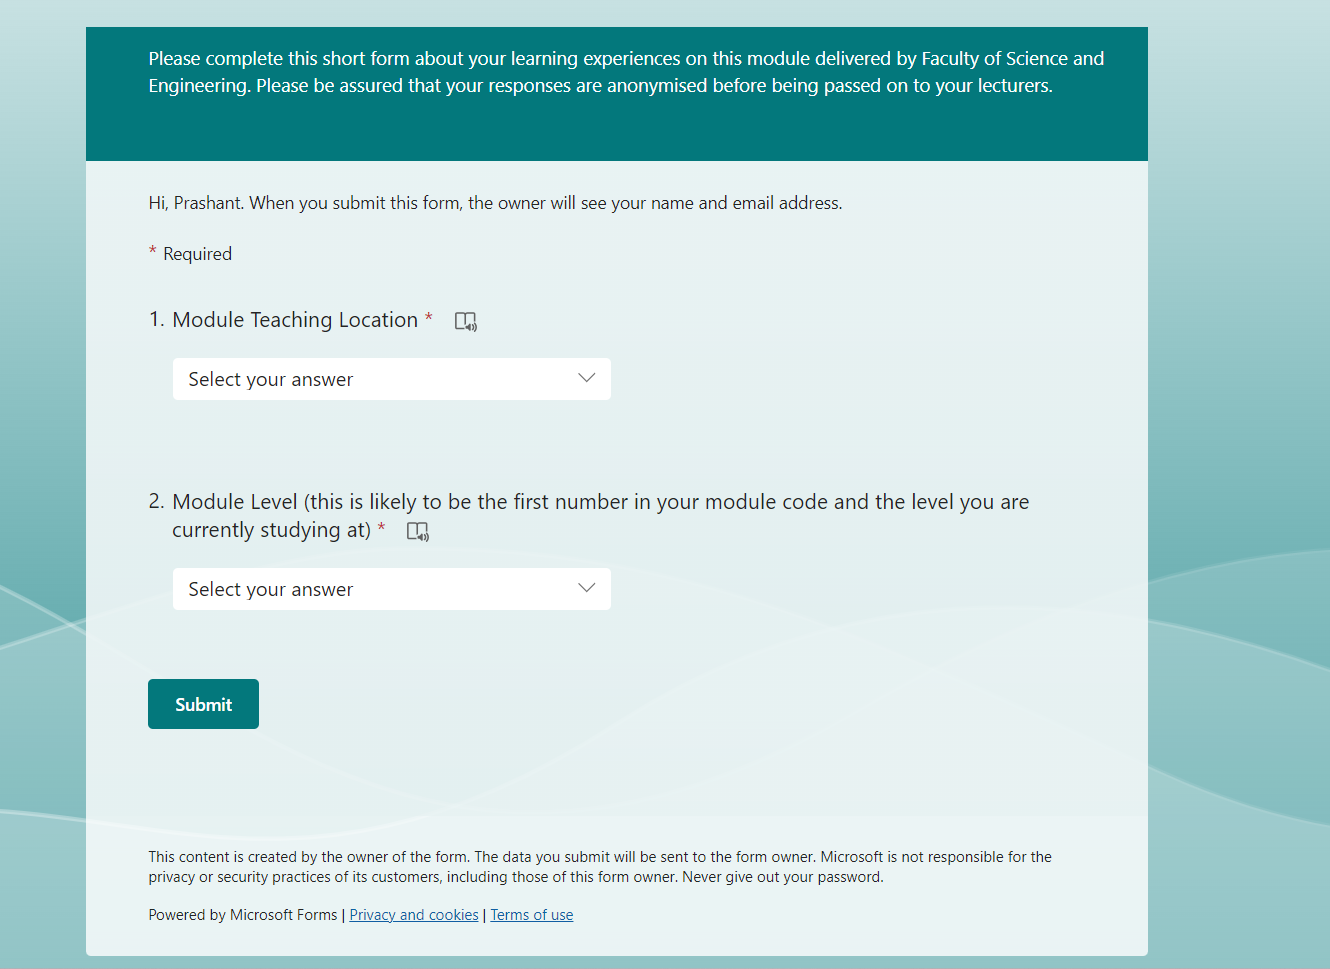 Please complete this short form about your learning experiences on this module delivered by Faculty of Science and
Engineering. Please be assured that your responses are anonymised before being passed on to your lecturers.
Hi, Prashant. When you submit this form, the owner will see your name and email address.
* Required
1. Module Teaching Location *
Select your answer
2. Module Level (this is likely to be the first number in your module code and the level you are
currently studying at) *
Select your answer
Submit
This content is created by the owner of the form. The data you submit will be sent to the form owner. Microsoft is not responsible for the
privacy or security practices of its customers, including those of this form owner. Never give out your password.
Powered by Microsoft Forms | Privacy and cookies | Terms of use